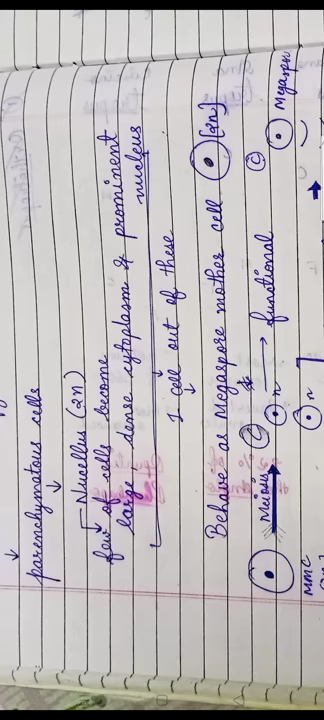 ↓
parenchymatous cells
↓
Nucellus (2n)
↓
few of cells become
large dense cytoplasm & prominent
nucleus
↓
1 cell out of these
↓
Behave as Megaspore mother cell (2n)
Meiosis
n → functional
C
MMC
n